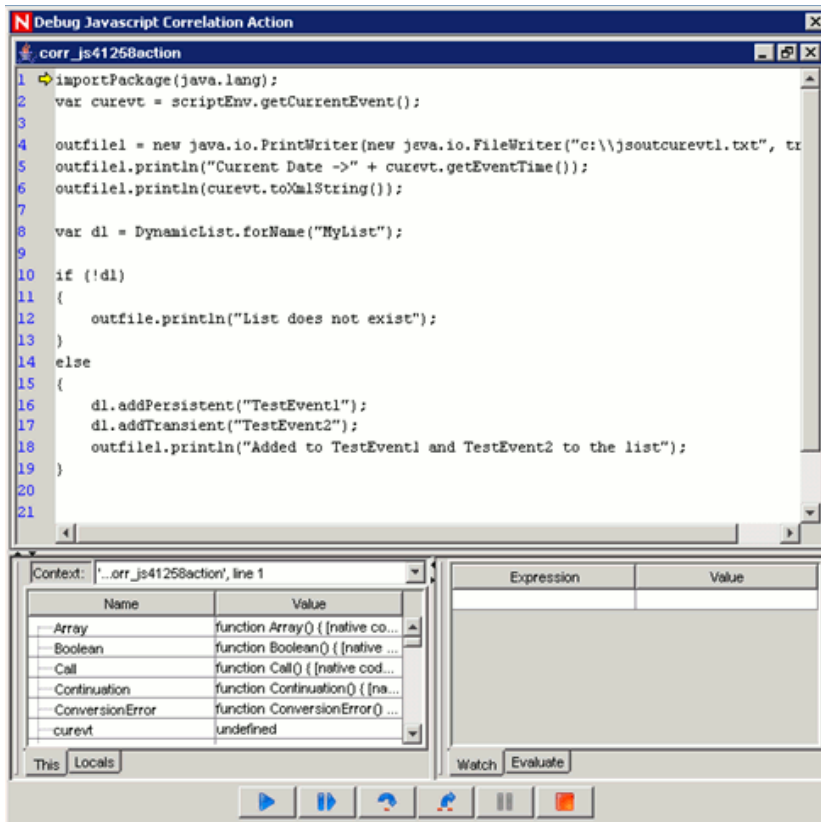 N Debug Javascript Correlation Action
corr_js41258action
1 importPackage(java.lang);
2 var curevt = scriptEnv.getCurrentEvent();
3
4 outfile1 = new java.io.PrintWriter(new java.io.FileWriter("c:\\jsoutcurevt1.txt", tr
5 outfile1.println("Current Date ->" + curevt.getEventTime());
6 outfile1.println(curevt.toXmlString());
7
8 var dl = DynamicList.forName("MyList");
9
10 if (!dl)
11 {
12 outfile.println("List does not exist");
13 }
14 else
15 {
16 dl.addPersistent("TestEvent1");
17 dl.addTransient("TestEvent2");
18 outfile1.println("Added to TestEvent1 and TestEvent2 to the list");
19 }
20
21
Context: '...orr_js41258action', line 1
Name Value
Array function Array() { [native co...
Boolean function Boolean() { [native ...
Call function Call() { [native cod...
Continuation function Continuation() { [na...
ConversionError function ConversionError() ...
curevt undefined
This Locals
Expression Value
Watch Evaluate